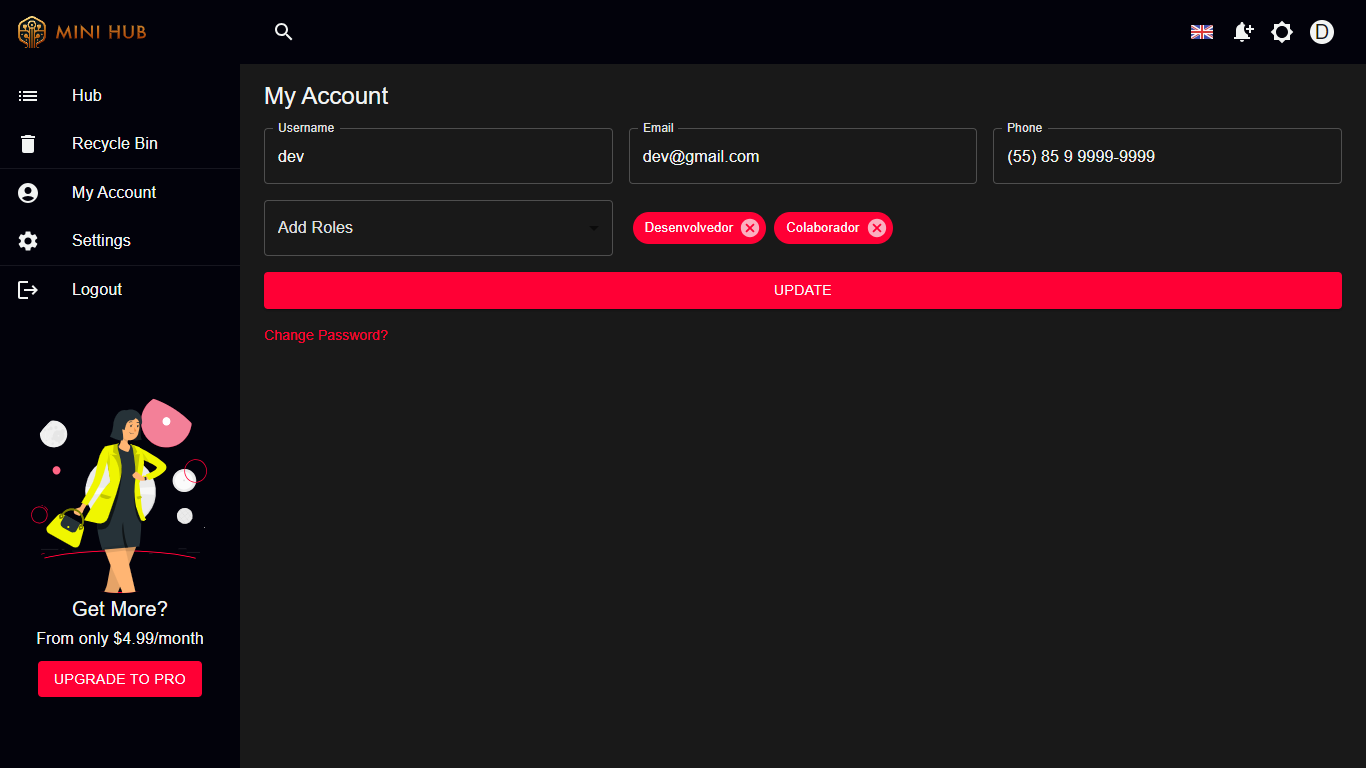 MINI HUB
D
Hub
Recycle Bin
My Account
Settings
Logout
Get More?
From only $4.99/month
UPGRADE TO PRO
My Account
Username
dev
Email
dev@gmail.com
Phone
(55) 85 9 9999-9999
Add Roles
Desenvolvedor
Colaborador
UPDATE
Change Password?